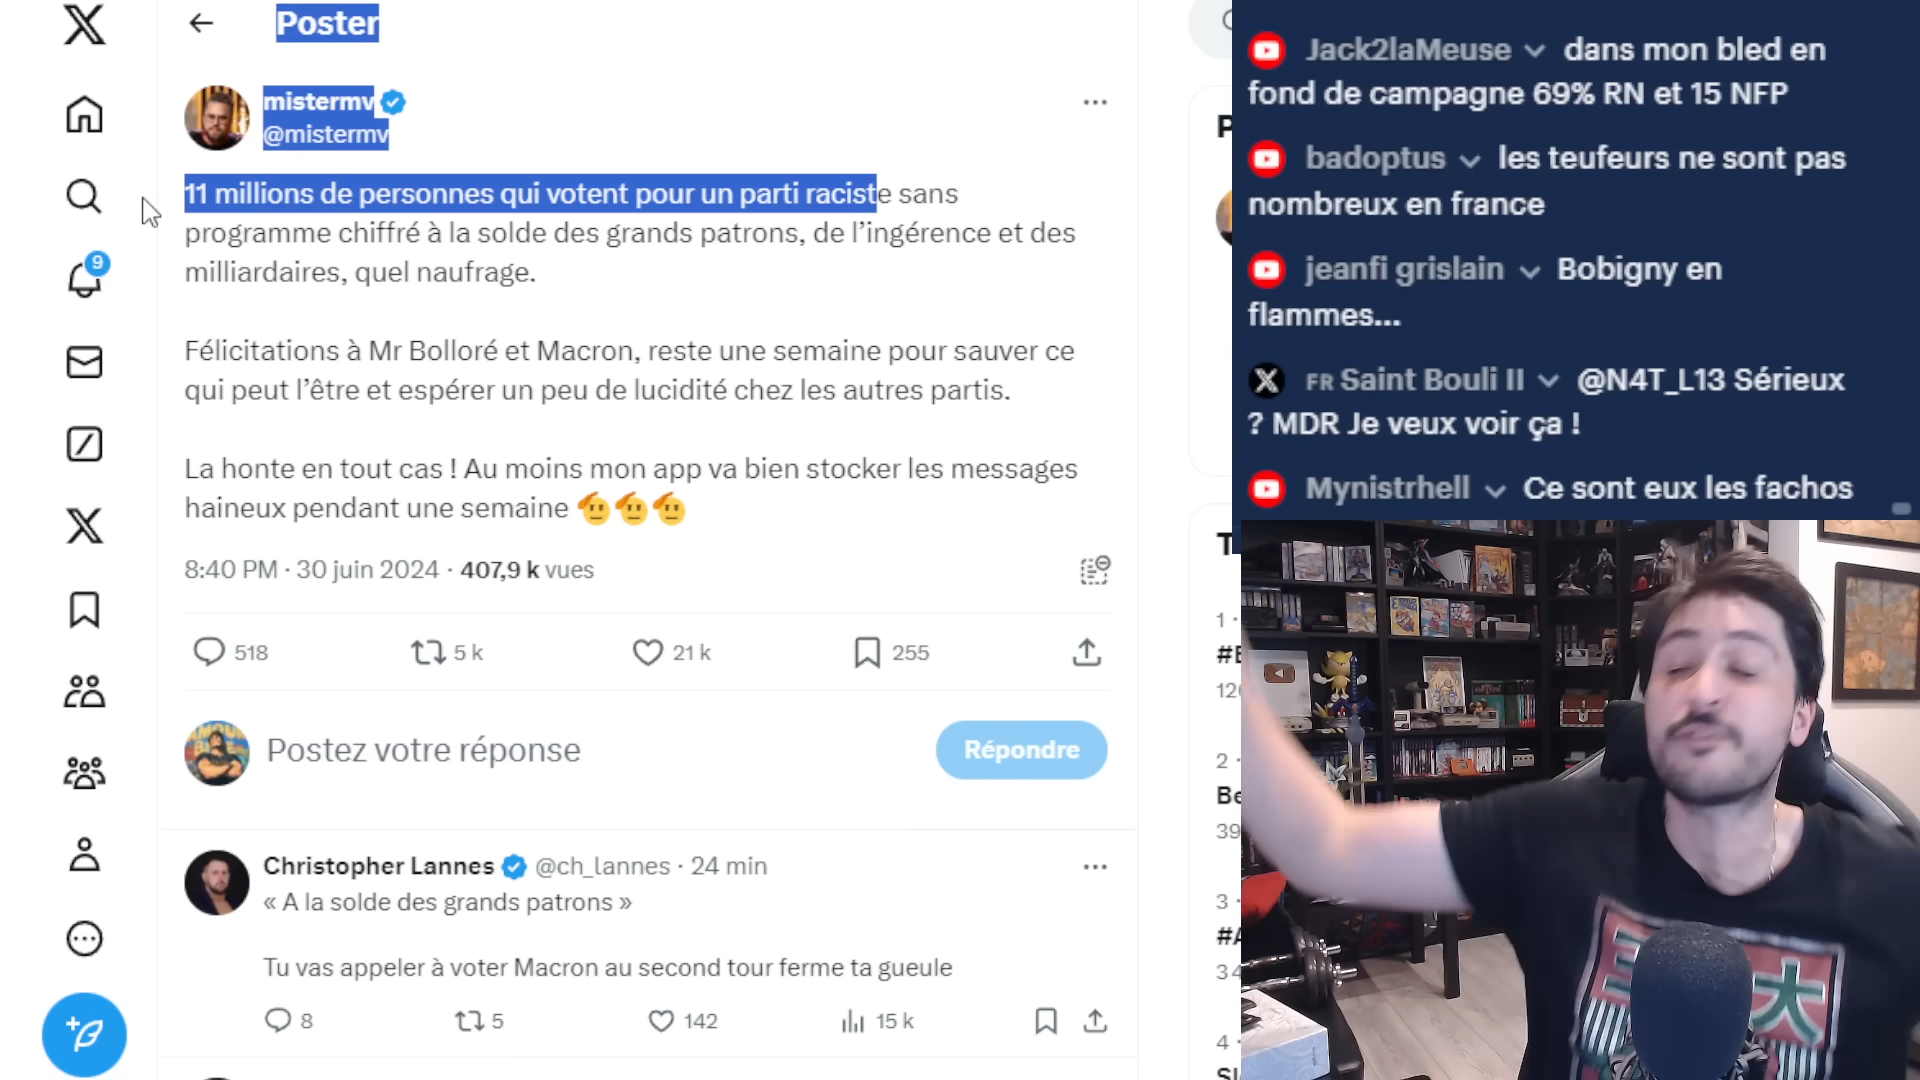 Poster
mistermv
@mistermv
11 millions de personnes qui votent pour un parti raciste sans
programme chiffré à la solde des grands patrons, de l’ingérence et des
milliardaires, quel naufrage.
Félicitations à Mr Bolloré et Macron, reste une semaine pour sauver ce
qui peut l’être et espérer un peu de lucidité chez les autres partis.
La honte en tout cas ! Au moins mon app va bien stocker les messages
haineux pendant une semaine
8:40 PM · 30 juin 2024 · 407,9 k vues
518 5 k 21 k 255
Postez votre réponse
Répondre
Christopher Lannes @ch_lannes · 24 min
« A la solde des grands patrons »
Tu vas appeler à voter Macron au second tour ferme ta gueule
8 5 142 15 k
9
Jack2laMeuse dans mon bled en
fond de campagne 69% RN et 15 NFP
badoptus les teufeurs ne sont pas
nombreux en france
jeanfi grislain Bobigny en
flammes...
FR Saint Bouli II @N4T_L13 Sérieux
? MDR Je veux voir ça !
Mynistrhell Ce sont eux les fachos
1 ·
2 ·
39
3 ·
34
4 ·
大